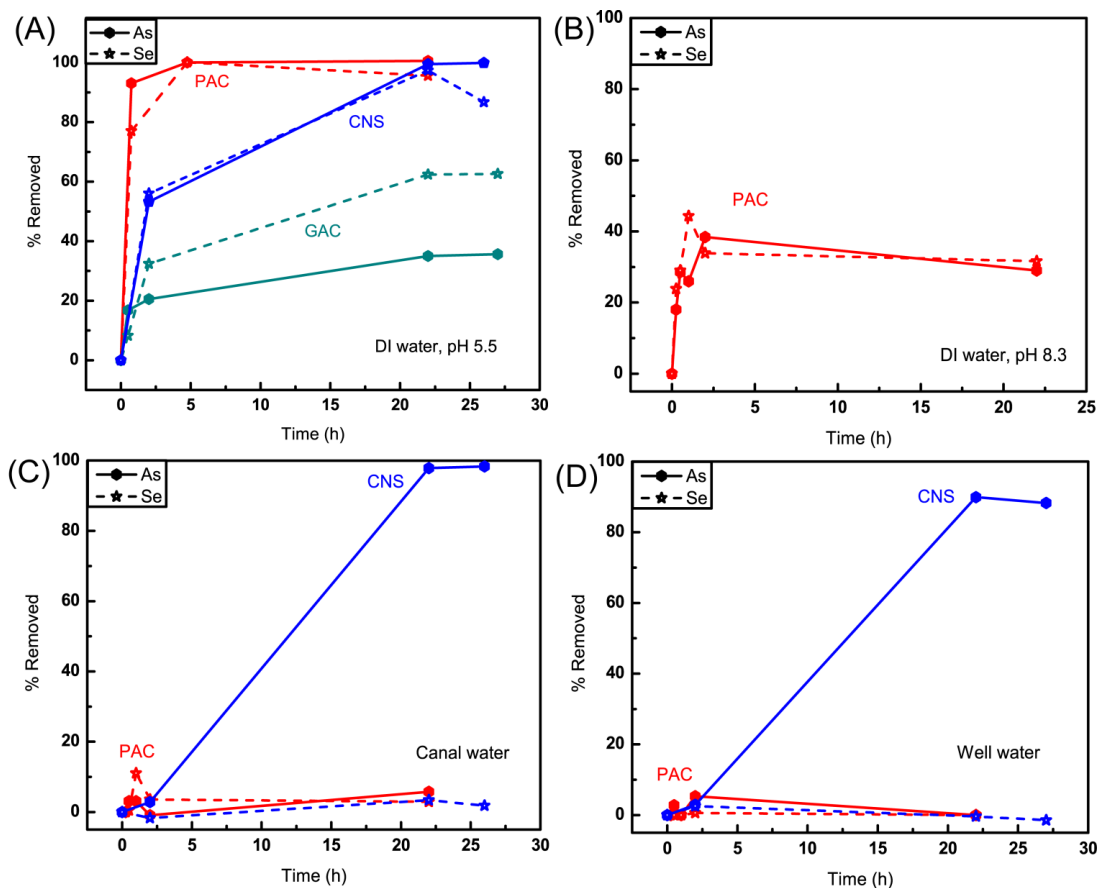 (A)
As
Se
PAC
CNS
GAC
DI water, pH 5.5
% Removed
100
80
60
40
20
0
0 5 10 15 20 25 30
Time (h)
(B)
As
Se
PAC
DI water, pH 8.3
% Removed
100
80
60
40
20
0
0 5 10 15 20 25
Time (h)
(C)
As
Se
CNS
PAC
Canal water
% Removed
100
80
60
40
20
0
0 5 10 15 20 25 30
Time (h)
(D)
As
Se
CNS
PAC
Well water
% Removed
100
80
60
40
20
0
0 5 10 15 20 25 30
Time (h)